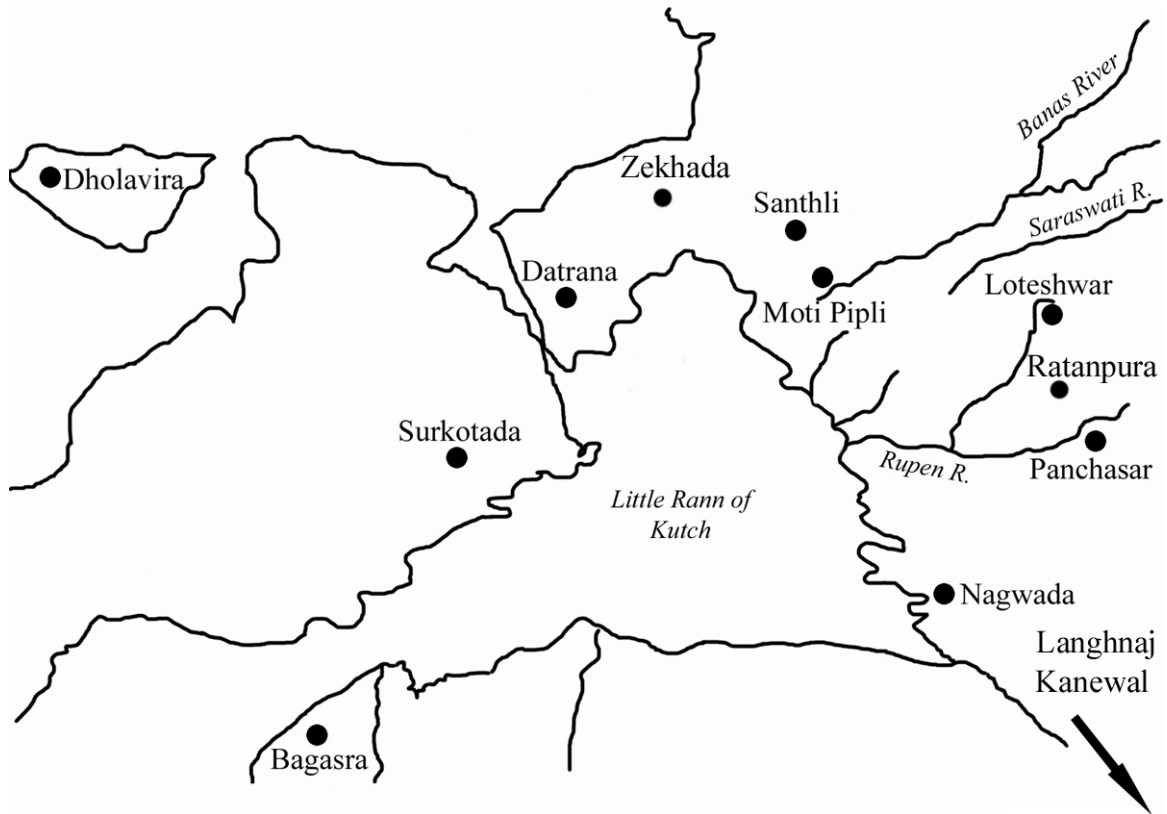 Banas River
Zekhada
Dholavira
Santhli
Saraswati R.
Datrana
Loteshwar
Moti Pipli
Ratanpura
Surkotada
Rupen R.
Panchasar
Little Rann of
Kutch
Nagwada
Langhnaj
Kanewal
Bagasra